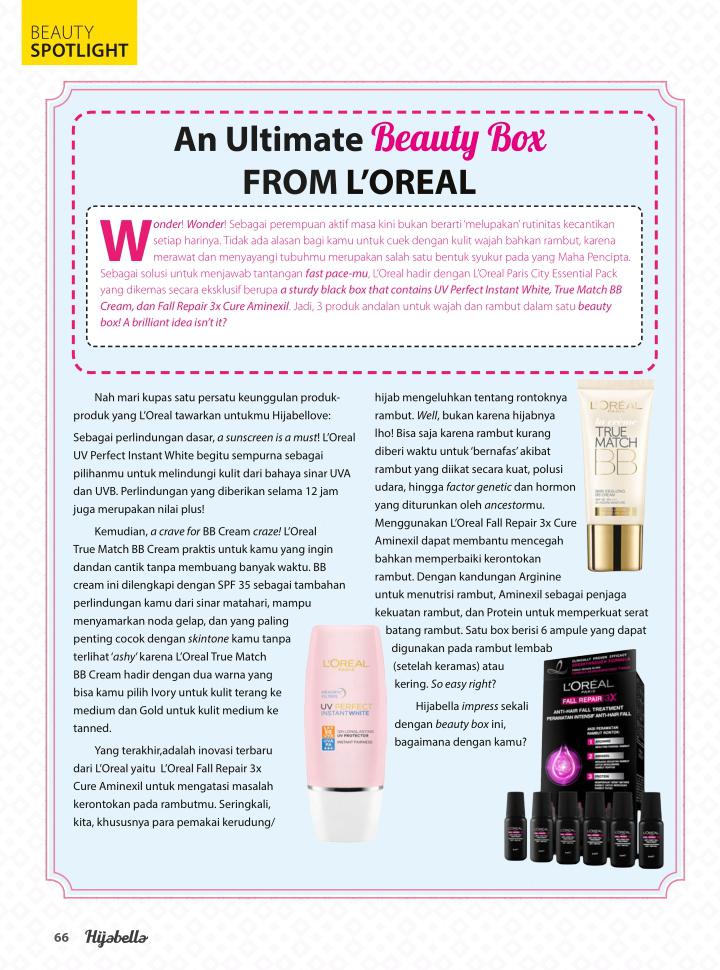 BEAUTY
SPOTLIGHT
An Ultimate Beauty Box
FROM L'OREAL
Wonder! Wonder! Sebagai perempuan aktif masa kini bukan berarti 'melupakan' rutinitas kecantikan
setiap harinya. Tidak ada alasan bagi kamu untuk cuek dengan kulit wajah bahkan rambut, karena
merawat dan menyayangi tubuhmu merupakan salah satu bentuk syukur pada yang Maha Pencipta.
Sebagai solusi untuk menjawab tantangan fast pace-mu, L'Oreal hadir dengan L'Oreal Paris City Essential Pack
yang dikemas secara eksklusif berupa a sturdy black box that contains UV Perfect Instant White, True Match BB
Cream, dan Fall Repair 3x Cure Aminexil. Jadi, 3 produk andalan untuk wajah dan rambut dalam satu beauty
box! A brilliant idea isn't it?
Nah mari kupas satu persatu keunggulan produk-
produk yang L'Oreal tawarkan untukmu Hijabellove:
Sebagai perlindungan dasar, a sunscreen is a must! L'Oreal
UV Perfect Instant White begitu sempurna sebagai
pilihanmu untuk melindungi kulit dari bahaya sinar UVA
dan UVB. Perlindungan yang diberikan selama 12 jam
juga merupakan nilai plus!
Kemudian, a crave for BB Cream craze! L'Oreal
True Match BB Cream praktis untuk kamu yang ingin
dandan cantik tanpa membuang banyak waktu. BB
cream ini dilengkapi dengan SPF 35 sebagai tambahan
perlindungan kamu dari sinar matahari, mampu
menyamarkan noda gelap, dan yang paling
penting cocok dengan skintone kamu tanpa
terlihat 'ashy' karena L'Oreal True Match
BB Cream hadir dengan dua warna yang
bisa kamu pilih Ivory untuk kulit terang ke
medium dan Gold untuk kulit medium ke
tanned.
Yang terakhir,adalah inovasi terbaru
dari L'Oreal yaitu L'Oreal Fall Repair 3x
Cure Aminexil untuk mengatasi masalah
kerontokan pada rambutmu. Seringkali,
kita, khususnya para pemakai kerudung/
hijab mengeluhkan tentang rontoknya
rambut. Well, bukan karena hijabnya
lho! Bisa saja karena rambut kurang
diberi waktu untuk 'bernafas' akibat
rambut yang diikat secara kuat, polusi
udara, hingga factor genetic dan hormon
yang diturunkan oleh ancestormu.
Menggunakan L'Oreal Fall Repair 3x Cure
Aminexil dapat membantu mencegah
bahkan memperbaiki kerontokan
rambut. Dengan kandungan Arginine
untuk menutrisi rambut, Aminexil sebagai penjaga
kekuatan rambut, dan Protein untuk memperkuat serat
batang rambut. Satu box berisi 6 ampule yang dapat
digunakan pada rambut lembab
(setelah keramas) atau
kering. So easy right?
Hijabella impress sekali
dengan beauty box ini,
bagaimana dengan kamu?
L'ORÉAL
TRUE
MATCH
BB
L'ORÉAL
PARIS
UV PERFECT
INSTANTWHITE
12H LONGLASTING
UV PROTECTOR
INSTANT FAIRNESS
L'ORÉAL
PARIS
FALL REPAIR 3X
ANTI-HAIR FALL TREATMENT
PERAWATAN INTENSIF ANTI-HAIR FALL
66 Hijabella